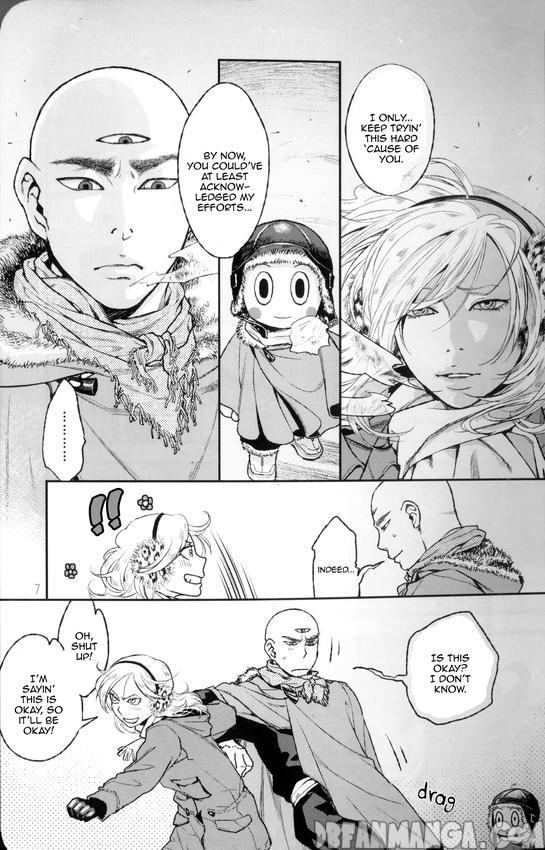 I ONLY...
KEEP TRYIN'
THIS HARD
'CAUSE OF
YOU.
BY NOW,
YOU COULD'VE
AT LEAST
ACKNOW-
LEDGED MY
EFFORTS...
.........
!!
INDEED...
7
IS THIS
OKAY?
I DON'T
KNOW.
OH,
SHUT
UP!
I'M
SAYIN'
THIS IS
OKAY, SO
IT'LL BE
OKAY!
drag
DBFANMANGA.COM